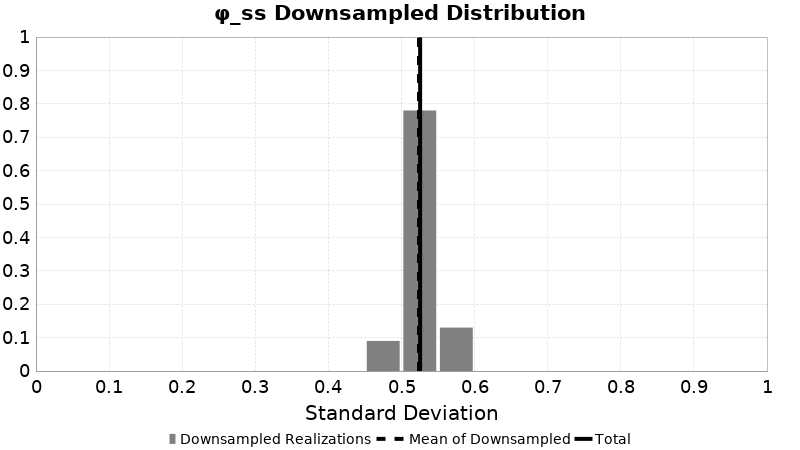 φ_ss Downsampled Distribution
1
0.9
0.8
0.7
0.6
0.5
0.4
0.3
0.2
0.1
0
0 0.1 0.2 0.3 0.4 0.5 0.6 0.7 0.8 0.9 1
Standard Deviation
Downsampled Realizations Mean of Downsampled Total